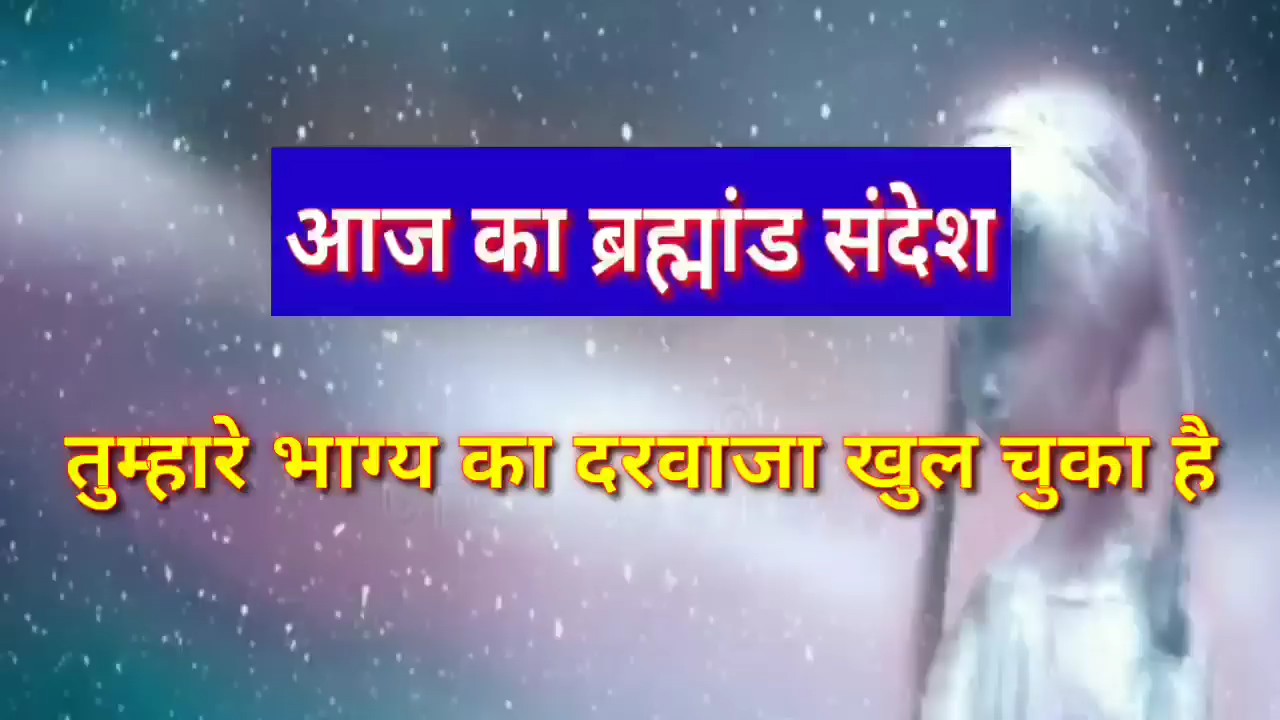 आज का ब्रह्मांड संदेश
तुम्हारे भाग्य का दरवाजा खुल चुका है